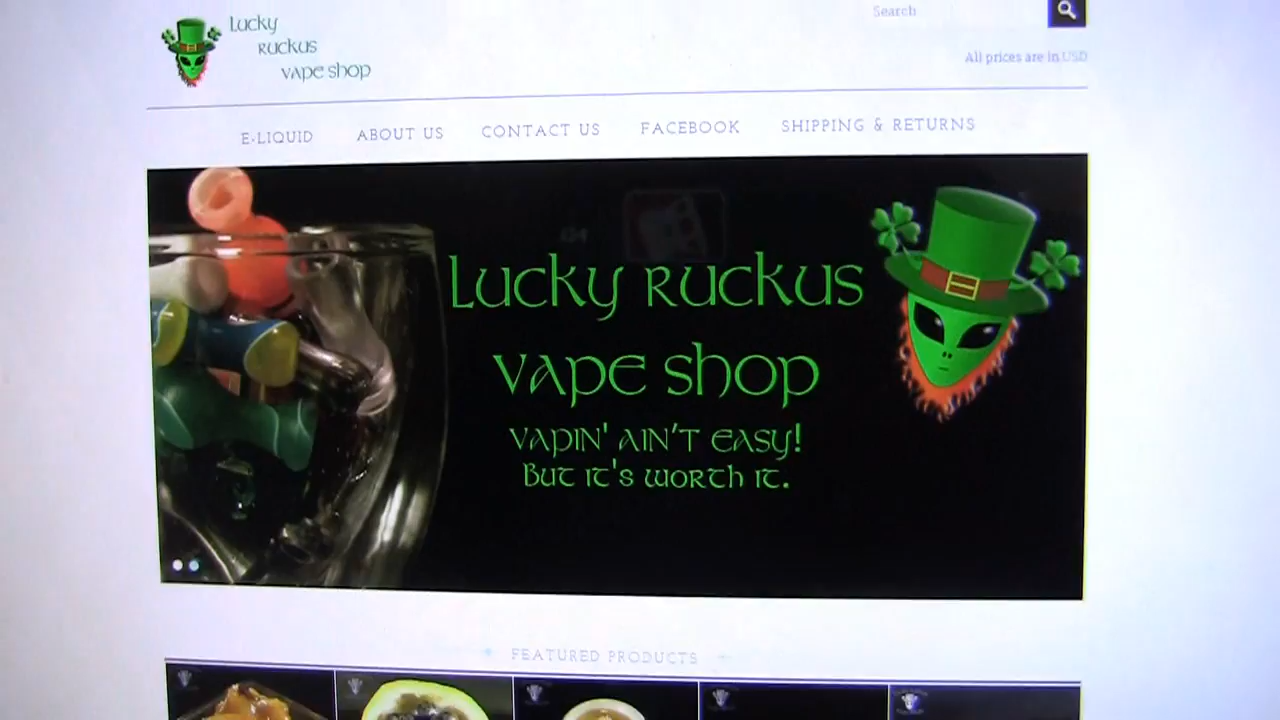 Lucky
Ruckus
Vape Shop
Search
All prices are in USD
E-LIQUID
ABOUT US
CONTACT US
FACEBOOK
SHIPPING & RETURNS
Lucky Ruckus
Vape Shop
Vapin' ain't easy!
But it's worth it.
FEATURED PRODUCTS